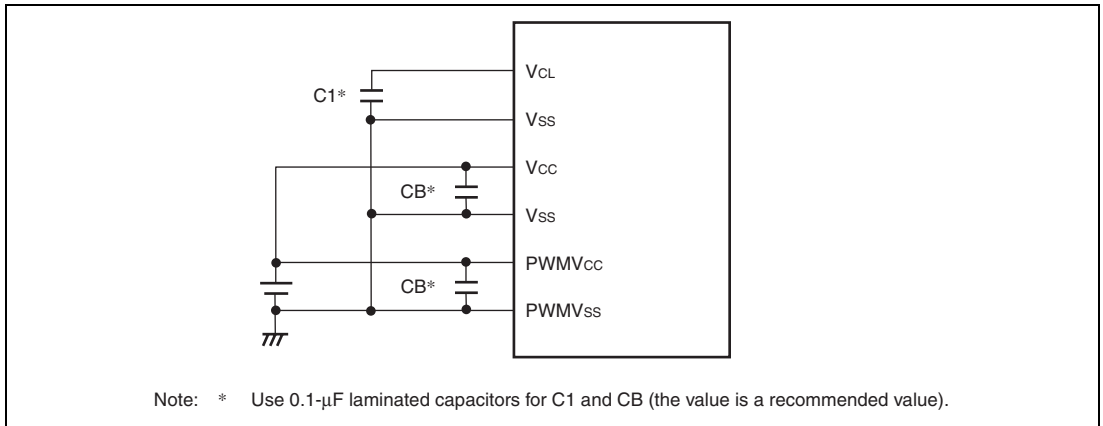 VCL
C1*
VSS
VCC
CB*
VSS
PWMVCC
CB*
PWMVSS
Note: * Use 0.1-μF laminated capacitors for C1 and CB (the value is a recommended value).